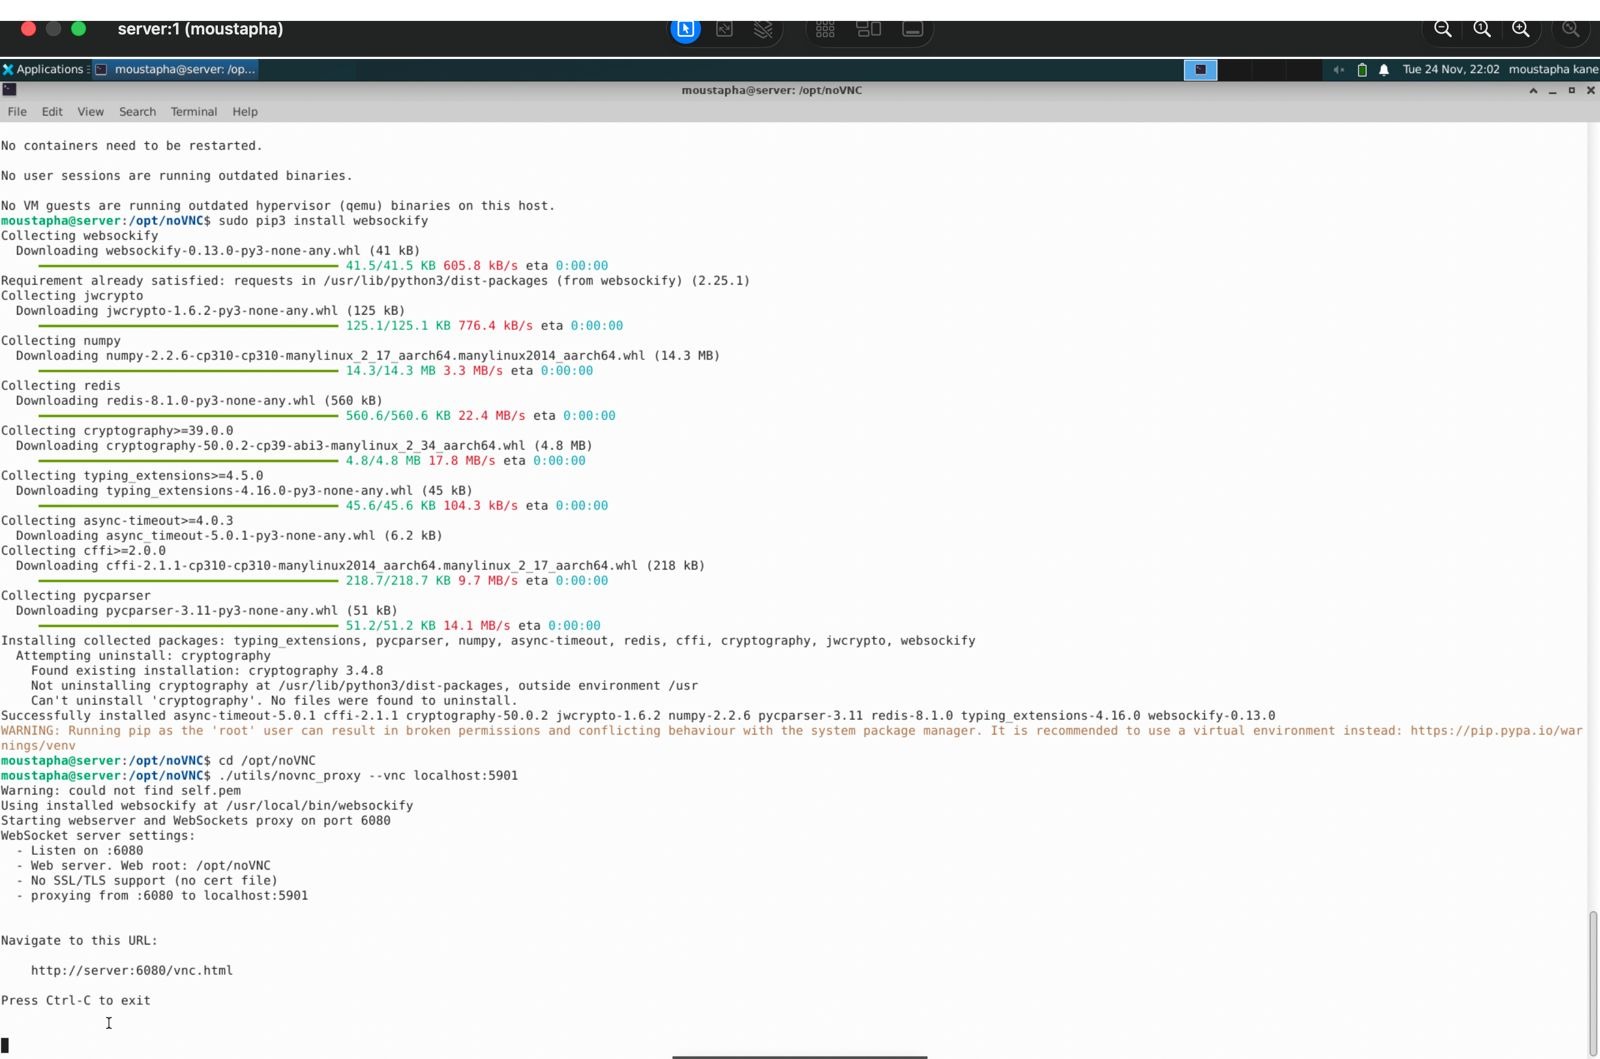 server:1 (moustapha)
Applications : moustapha@server: /op... Tue 24 Nov, 22:02 moustapha kane
moustapha@server: /opt/noVNC
File Edit View Search Terminal Help
No containers need to be restarted.
No user sessions are running outdated binaries.
No VM guests are running outdated hypervisor (qemu) binaries on this host.
moustapha@server:/opt/noVNC$ sudo pip3 install websockify
Collecting websockify
Downloading websockify-0.13.0-py3-none-any.whl (41 kB)
41.5/41.5 KB 605.8 kB/s eta 0:00:00
Requirement already satisfied: requests in /usr/lib/python3/dist-packages (from websockify) (2.25.1)
Collecting jwcrypto
Downloading jwcrypto-1.6.2-py3-none-any.whl (125 kB)
125.1/125.1 KB 776.4 kB/s eta 0:00:00
Collecting numpy
Downloading numpy-2.2.6-cp310-cp310-manylinux_2_17_aarch64.manylinux2014_aarch64.whl (14.3 MB)
14.3/14.3 MB 3.3 MB/s eta 0:00:00
Collecting redis
Downloading redis-8.1.0-py3-none-any.whl (560 kB)
560.6/560.6 KB 22.4 MB/s eta 0:00:00
Collecting cryptography>=39.0.0
Downloading cryptography-50.0.2-cp39-abi3-manylinux_2_34_aarch64.whl (4.8 MB)
4.8/4.8 MB 17.8 MB/s eta 0:00:00
Collecting typing_extensions>=4.5.0
Downloading typing_extensions-4.16.0-py3-none-any.whl (45 kB)
45.6/45.6 KB 104.3 kB/s eta 0:00:00
Collecting async-timeout>=4.0.3
Downloading async_timeout-5.0.1-py3-none-any.whl (6.2 kB)
Collecting cffi>=2.0.0
Downloading cffi-2.1.1-cp310-cp310-manylinux2014_aarch64.manylinux_2_17_aarch64.whl (218 kB)
218.7/218.7 KB 9.7 MB/s eta 0:00:00
Collecting pycparser
Downloading pycparser-3.11-py3-none-any.whl (51 kB)
51.2/51.2 KB 14.1 MB/s eta 0:00:00
Installing collected packages: typing_extensions, pycparser, numpy, async-timeout, redis, cffi, cryptography, jwcrypto, websockify
Attempting uninstall: cryptography
Found existing installation: cryptography 3.4.8
Not uninstalling cryptography at /usr/lib/python3/dist-packages, outside environment /usr
Can't uninstall 'cryptography'. No files were found to uninstall.
Successfully installed async-timeout-5.0.1 cffi-2.1.1 cryptography-50.0.2 jwcrypto-1.6.2 numpy-2.2.6 pycparser-3.11 redis-8.1.0 typing_extensions-4.16.0 websockify-0.13.0
WARNING: Running pip as the 'root' user can result in broken permissions and conflicting behaviour with the system package manager. It is recommended to use a virtual environment instead: https://pip.pypa.io/war
nings/venv
moustapha@server:/opt/noVNC$ cd /opt/noVNC
moustapha@server:/opt/noVNC$ ./utils/novnc_proxy --vnc localhost:5901
Warning: could not find self.pem
Using installed websockify at /usr/local/bin/websockify
Starting webserver and WebSockets proxy on port 6080
WebSocket server settings:
- Listen on :6080
- Web server. Web root: /opt/noVNC
- No SSL/TLS support (no cert file)
- proxying from :6080 to localhost:5901
Navigate to this URL:
http://server:6080/vnc.html
Press Ctrl-C to exit